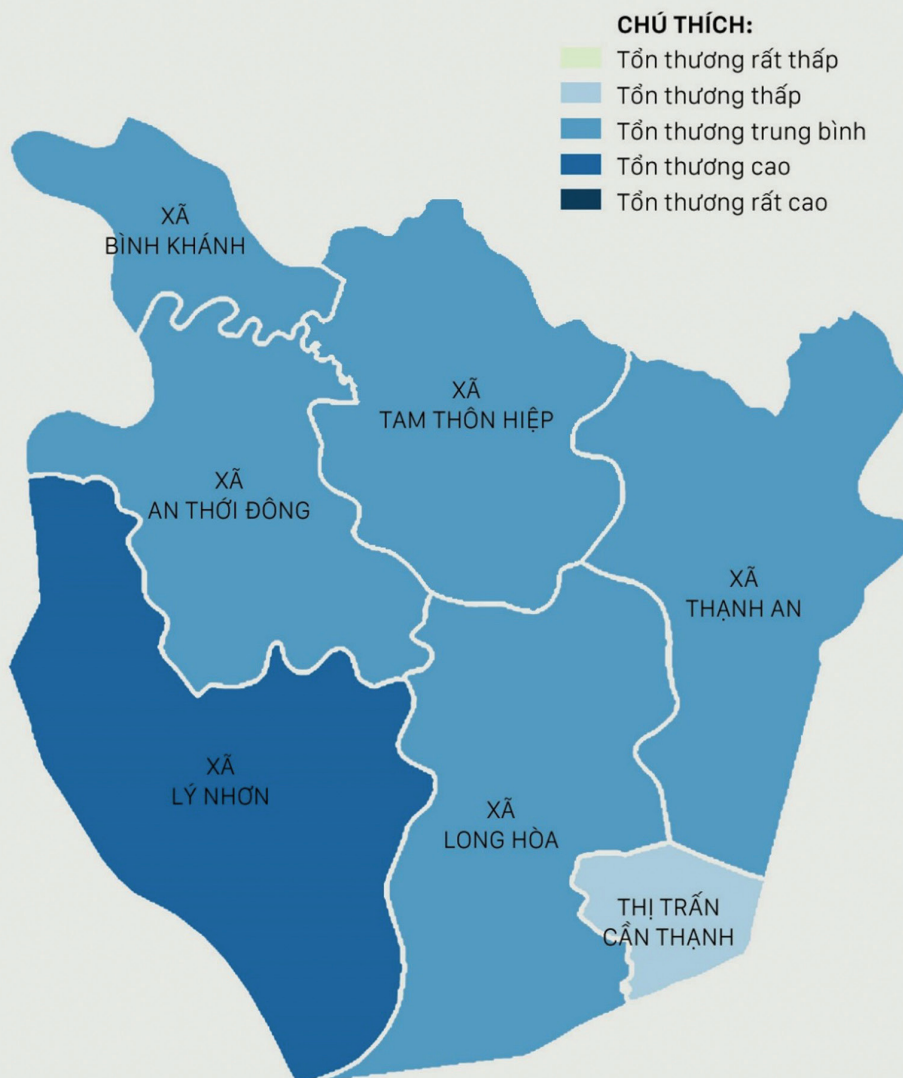 CHÚ THÍCH:
Tổn thương rất thấp
Tổn thương thấp
Tổn thương trung bình
Tổn thương cao
Tổn thương rất cao
XÃ
BÌNH KHÁNH
XÃ
TAM THÔN HIỆP
XÃ
AN THỚI ĐÔNG
XÃ
THẠNH AN
XÃ
LÝ NHƠN
XÃ
LONG HÒA
THỊ TRẤN
CẦN THẠNH